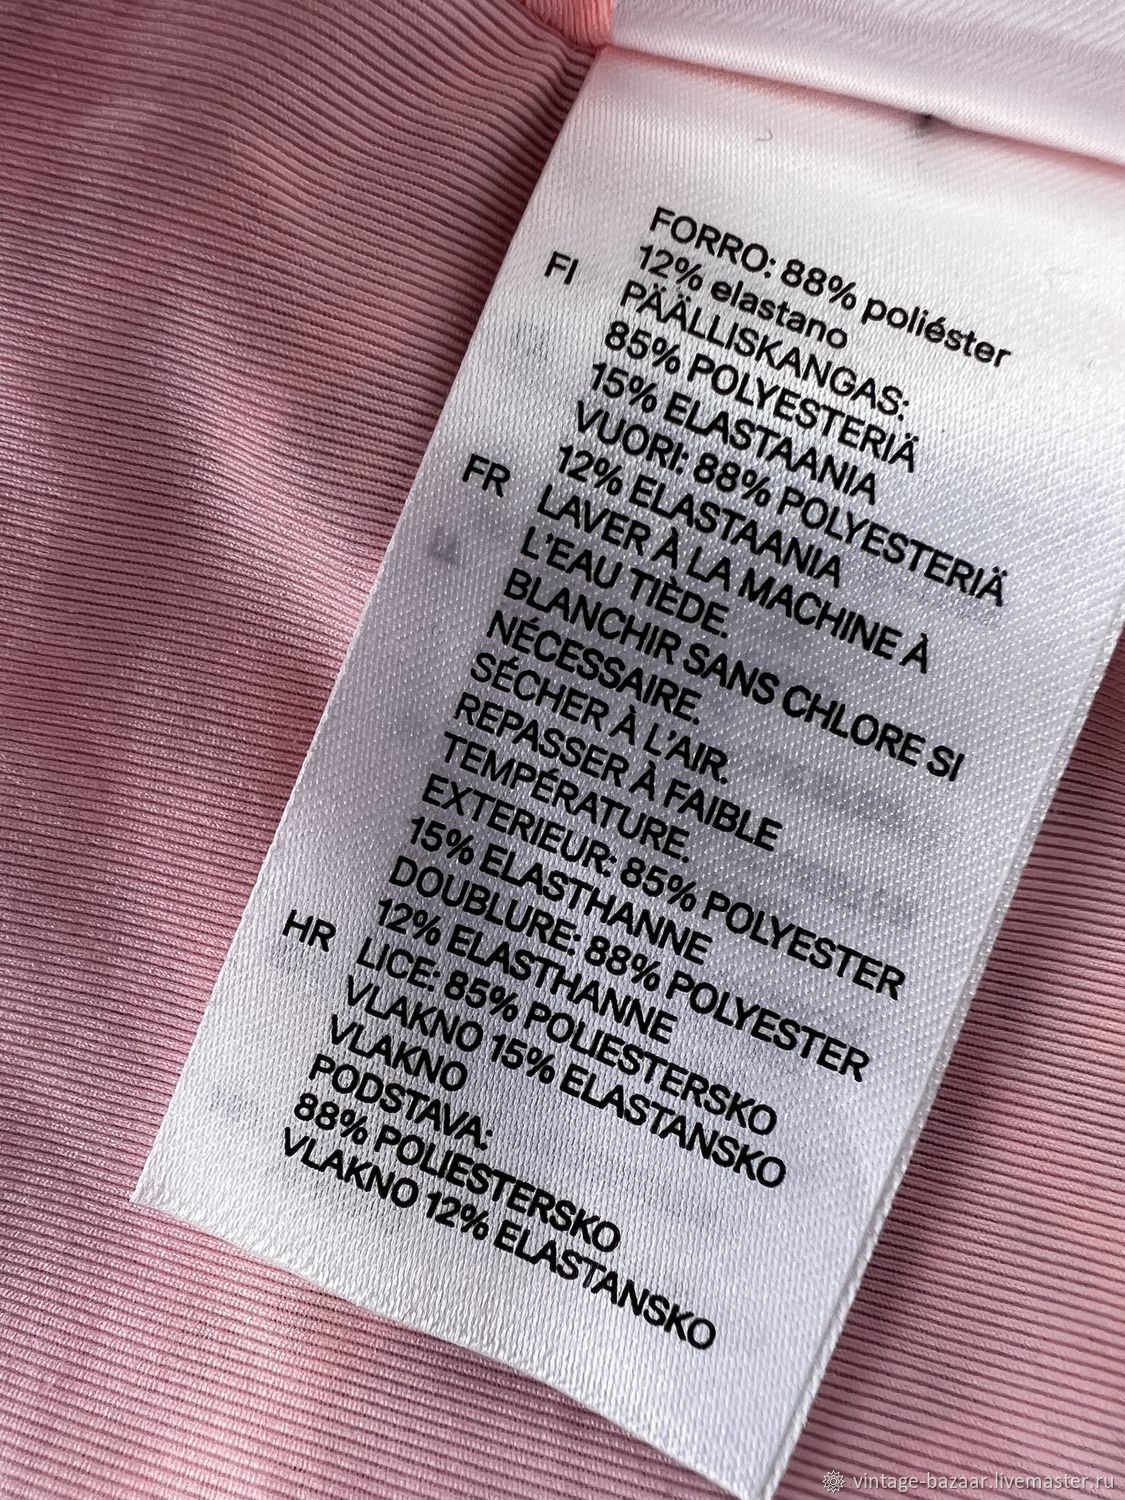 FORRO: 88% poliéster
12% elastano
FI
PÄÄLLISKANGAS:
85% POLYESTERIÄ
15% ELASTAANIA
VUORI: 88% POLYESTERIÄ
12% ELASTAANIA
FR
LAVER À LA MACHINE À
L'EAU TIÈDE.
BLANCHIR SANS CHLORE SI
NÉCESSAIRE.
SÉCHER À L'AIR.
REPASSER À FAIBLE
TEMPÉRATURE.
EXTERIEUR: 85% POLYESTER
15% ELASTHANNE
DOUBLURE: 88% POLYESTER
12% ELASTHANNE
HR
LICE: 85% POLIESTERSKO
VLAKNO 15% ELASTANSKO
VLAKNO
PODSTAVA:
88% POLIESTERSKO
VLAKNO 12% ELASTANSKO
vintage-bazaar.livemaster.ru